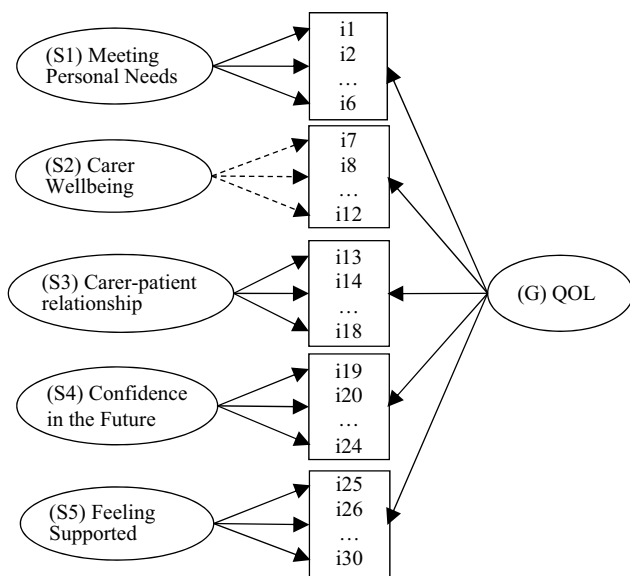 (S1) Meeting
Personal Needs
i1
i2
…
i6
(S2) Carer
Wellbeing
i7
i8
…
i12
(S3) Carer-patient
relationship
i13
i14
…
i18
(G) QOL
(S4) Confidence
in the Future
i19
i20
…
i24
(S5) Feeling
Supported
i25
i26
…
i30